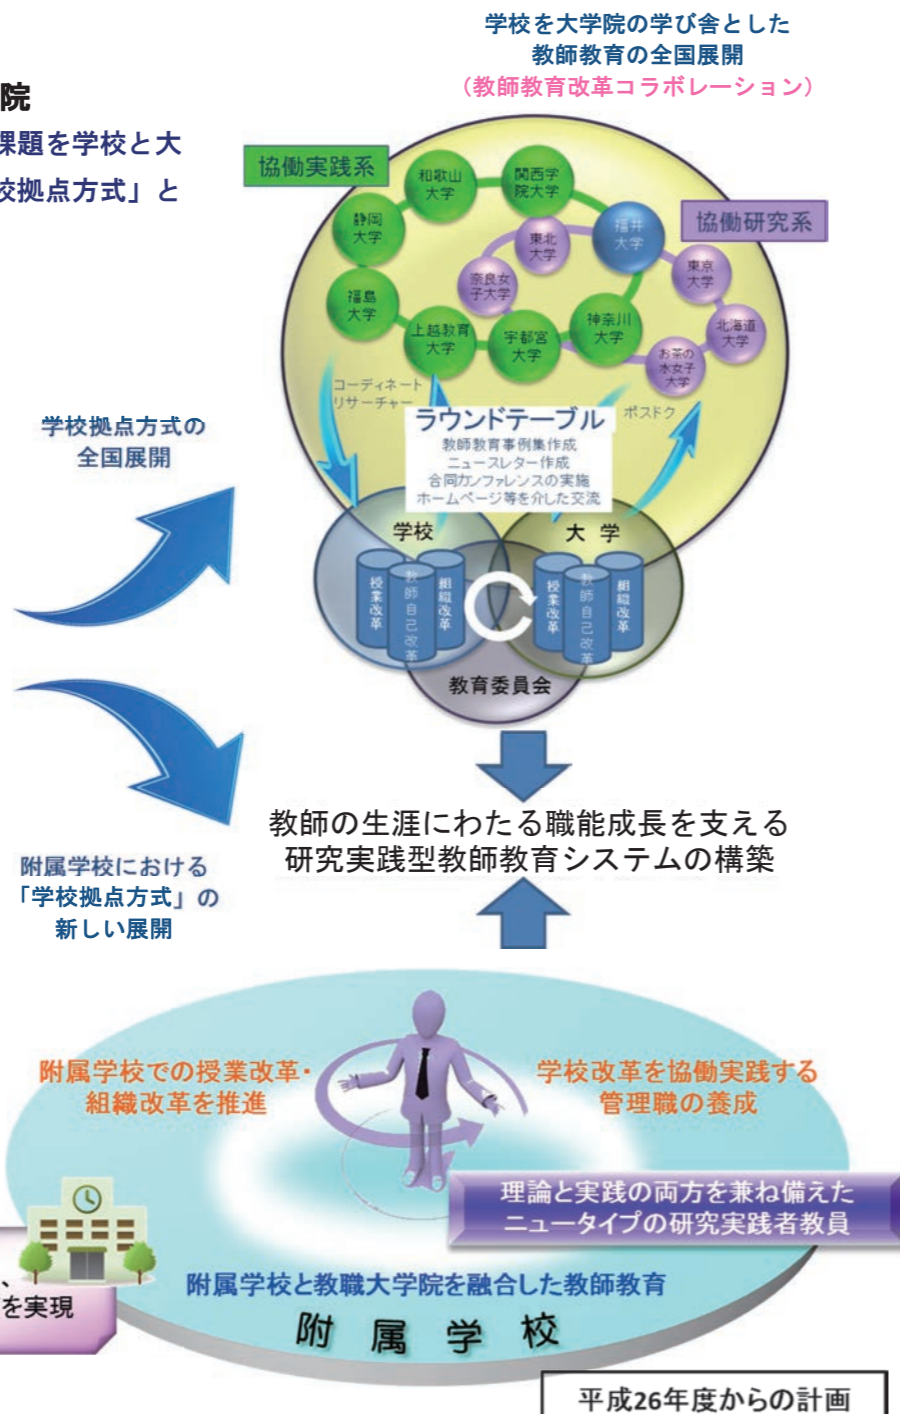 学校を大学院の学び舎とした
教師教育の全国展開
(教師教育改革コラボレーション)
院
課題を学校と大
校拠点方式」と
協働実践系
和歌山
大学
関西学
院大学
静岡
大学
東北
大学
福井
大学
協働研究系
奈良女
子大学
東京
大学
福島
大学
上越教育
大学
宇都宮
大学
神奈川
大学
北海道
大学
お茶の
水女子
大学
コーディネート
リサーチャー
ポスドク
ラウンドテーブル
教師教育事例集作成
ニュースレター作成
合同カンファレンスの実施
ホームページ等を介した交流
学校拠点方式の
全国展開
学校
大学
授業改革
教師自己改革
組織改革
授業改革
教師自己改革
組織改革
教育委員会
教師の生涯にわたる職能成長を支える
研究実践型教師教育システムの構築
附属学校における
「学校拠点方式」の
新しい展開
附属学校での授業改革・
組織改革を推進
学校改革を協働実践する
管理職の養成
理論と実践の両方を兼ね備えた
ニュータイプの研究実践者教員
、
を実現
附属学校と教職大学院を融合した教師教育
附属学校
平成26年度からの計画